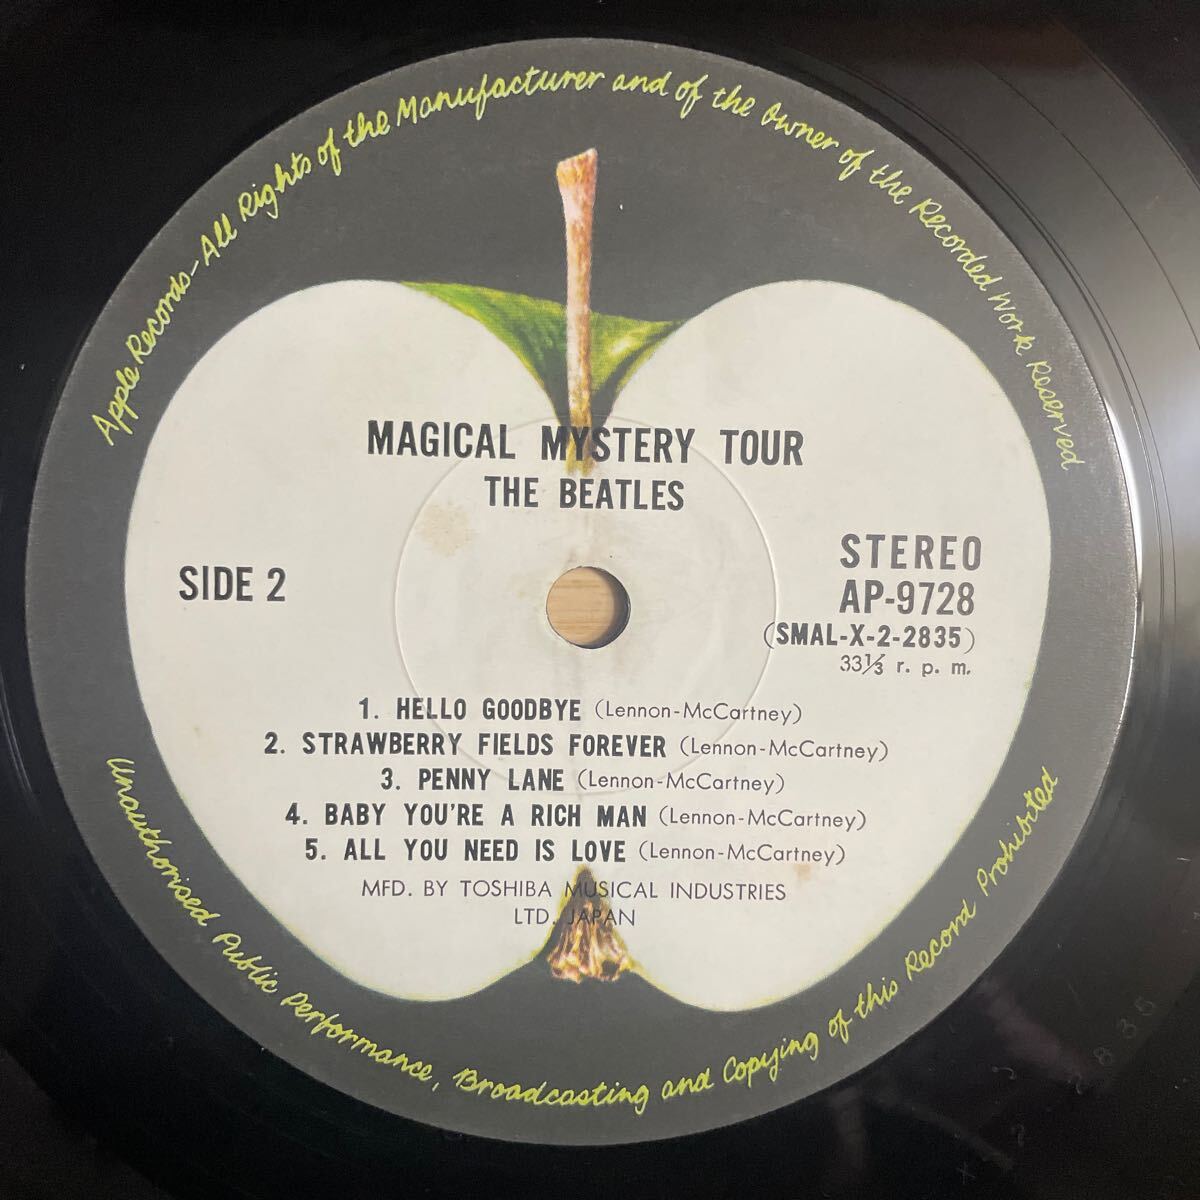 Apple Records-All Rights of the Manufacturer and of the Owner of the Recorded Work Reserved
MAGICAL MYSTERY TOUR
THE BEATLES
SIDE 2
STEREO
AP-9728
(SMAL-X-2-2835)
33⅓ r. p. m.
1. HELLO GOODBYE (Lennon-McCartney)
2. STRAWBERRY FIELDS FOREVER (Lennon-McCartney)
3. PENNY LANE (Lennon-McCartney)
4. BABY YOU'RE A RICH MAN (Lennon-McCartney)
5. ALL YOU NEED IS LOVE (Lennon-McCartney)
MFD. BY TOSHIBA MUSICAL INDUSTRIES
LTD. JAPAN
Unauthorised Public Performance, Broadcasting and Copying of this Record Prohibited